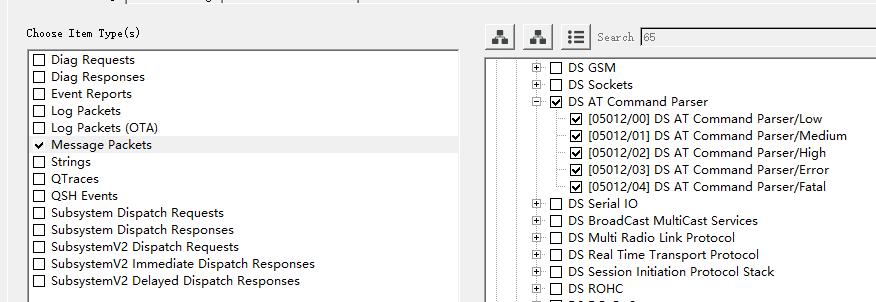 Choose Item Type(s)
Diag Requests
Diag Responses
Event Reports
Log Packets
Log Packets (OTA)
Message Packets
Strings
QTraces
QSH Events
Subsystem Dispatch Requests
Subsystem Dispatch Responses
SubsystemV2 Dispatch Requests
SubsystemV2 Immediate Dispatch Responses
SubsystemV2 Delayed Dispatch Responses
Search 65
DS GSM
DS Sockets
DS AT Command Parser
[05012/00] DS AT Command Parser/Low
[05012/01] DS AT Command Parser/Medium
[05012/02] DS AT Command Parser/High
[05012/03] DS AT Command Parser/Error
[05012/04] DS AT Command Parser/Fatal
DS Serial IO
DS BroadCast MultiCast Services
DS Multi Radio Link Protocol
DS Real Time Transport Protocol
DS Session Initiation Protocol Stack
DS ROHC